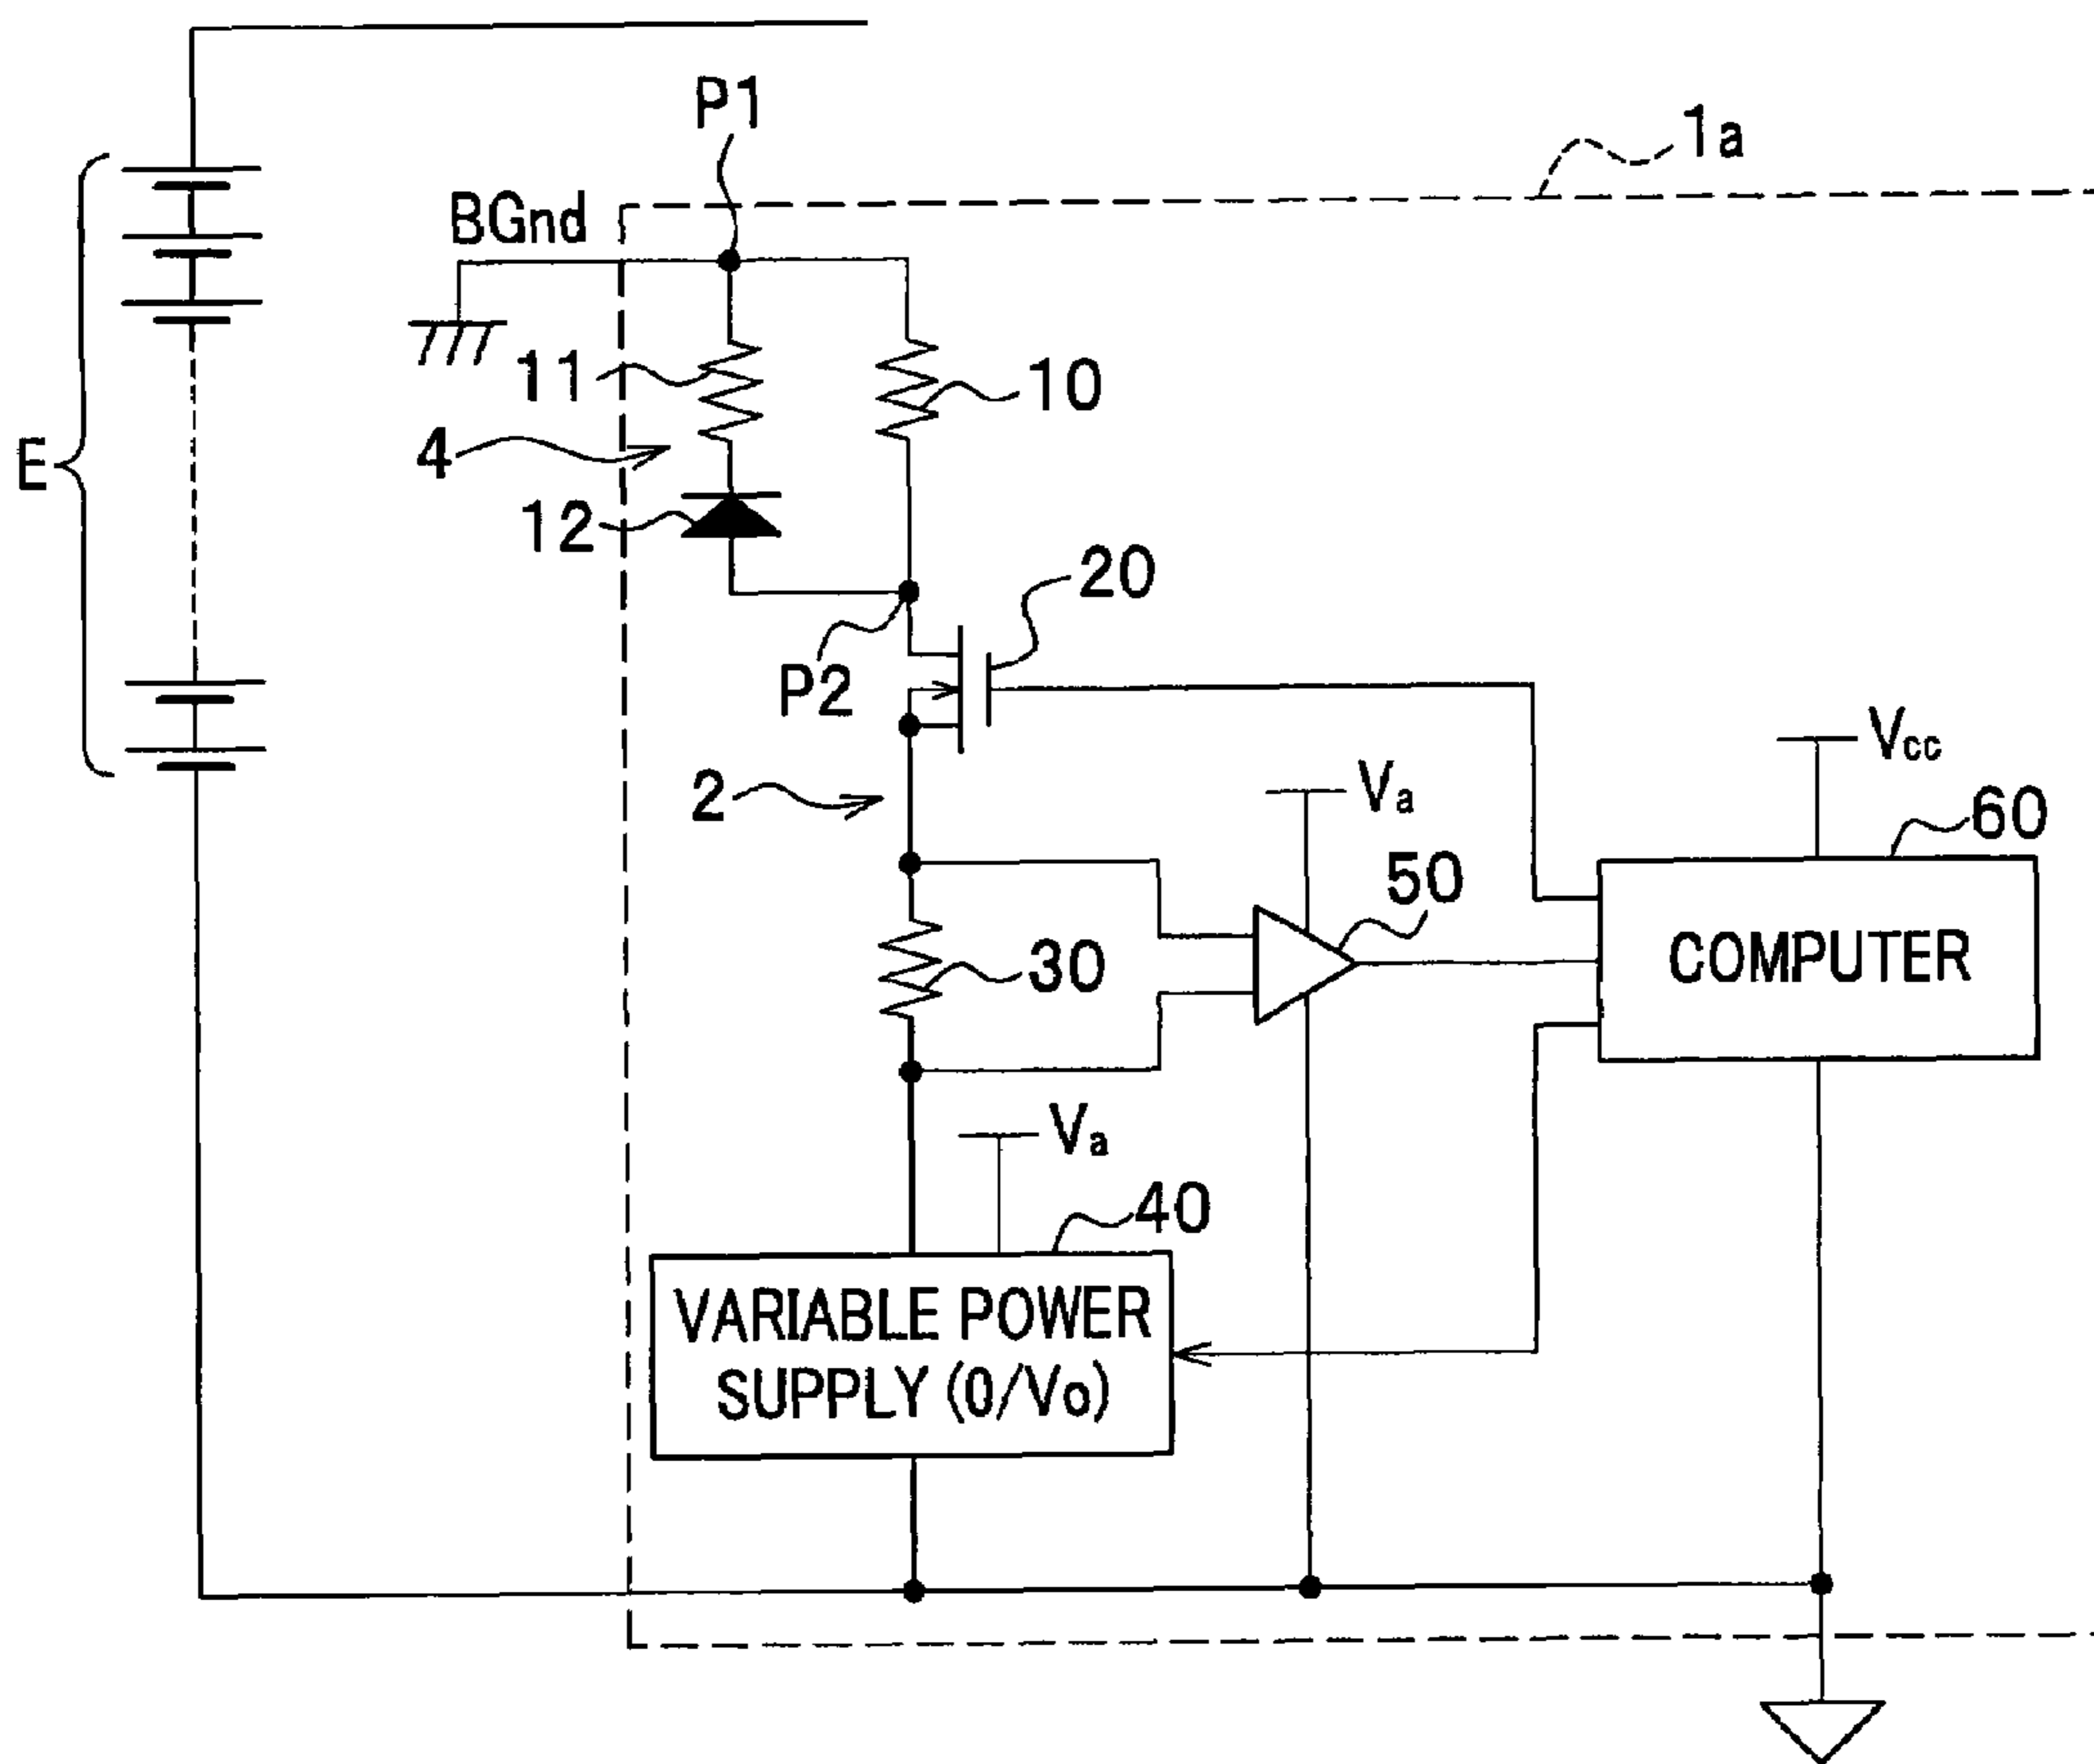 P1
1a
BGnd
11
10
4
E
12
20
P2
Vcc
2
Va
60
50
COMPUTER
30
Va
40
VARIABLE POWER
SUPPLY (0/Vo)